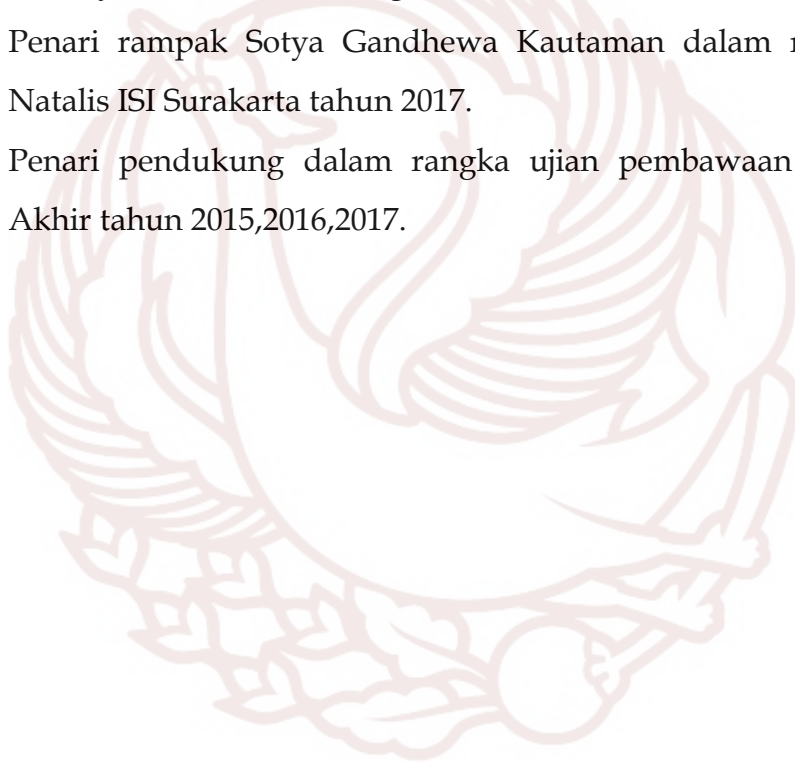 Penari rampak Sotya Gandhewa Kautaman dalam
Natalis ISI Surakarta tahun 2017.
Penari pendukung dalam rangka ujian pembawaan
Akhir tahun 2015,2016,2017.